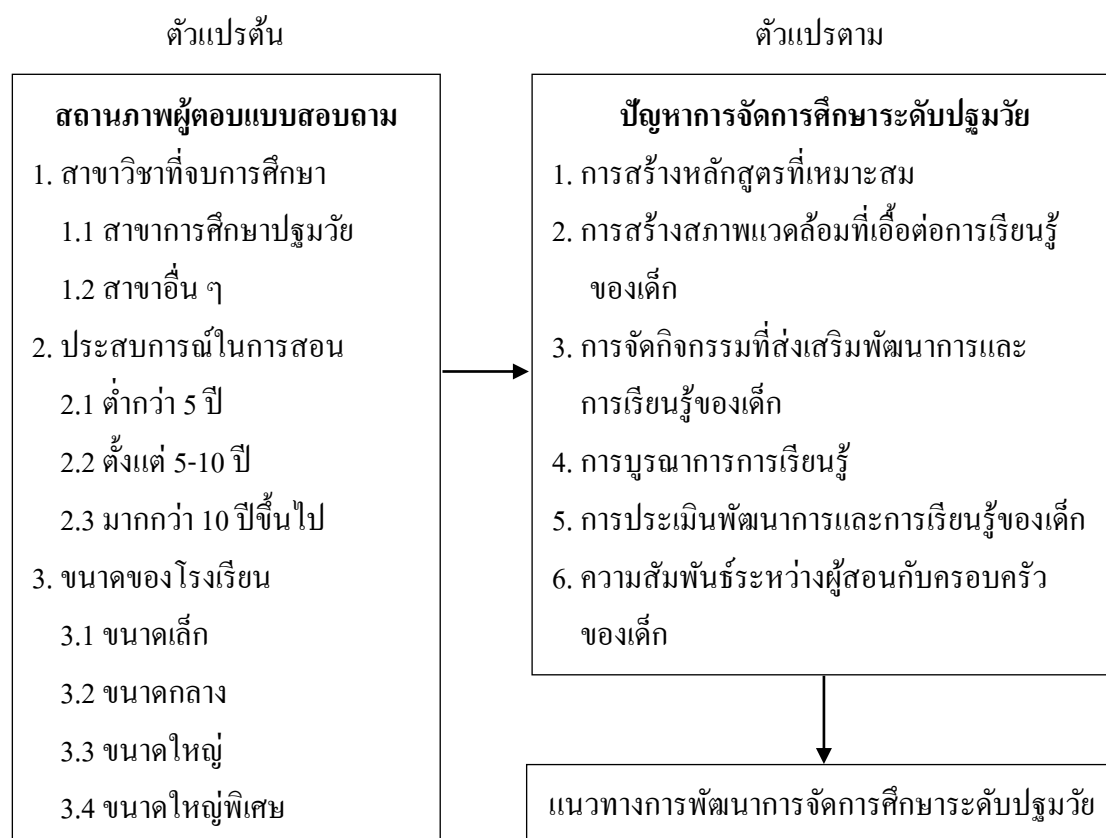 ตัวแปรต้น
สถานภาพผู้ตอบแบบสอบถาม
1. สาขาวิชาที่จบการศึกษา
1.1 สาขาการศึกษาปฐมวัย
1.2 สาขาอื่น ๆ
2. ประสบการณ์ในการสอน
2.1 ต่ำกว่า 5 ปี
2.2 ตั้งแต่ 5-10 ปี
2.3 มากกว่า 10 ปีขึ้นไป
3. ขนาดของโรงเรียน
3.1 ขนาดเล็ก
3.2 ขนาดกลาง
3.3 ขนาดใหญ่
3.4 ขนาดใหญ่พิเศษ
ตัวแปรตาม
ปัญหาการจัดการศึกษาระดับปฐมวัย
1. การสร้างหลักสูตรที่เหมาะสม
2. การสร้างสภาพแวดล้อมที่เอื้อต่อการเรียนรู้
ของเด็ก
3. การจัดกิจกรรมที่ส่งเสริมพัฒนาการและ
การเรียนรู้ของเด็ก
4. การบูรณาการการเรียนรู้
5. การประเมินพัฒนาการและการเรียนรู้ของเด็ก
6. ความสัมพันธ์ระหว่างผู้สอนกับครอบครัว
ของเด็ก
แนวทางการพัฒนาการจัดการศึกษาระดับปฐมวัย